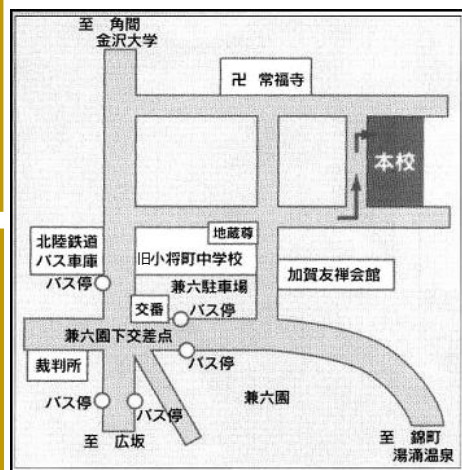 至 角間
金沢大学
卍 常福寺
本校
地蔵尊
北陸鉄道
バス車庫
バス停
旧小将町中学校
兼六駐車場
加賀友禅会館
交番
バス停
兼六園下交差点
裁判所
バス停
兼六園
バス停
バス停
至 広坂
至 錦町
湯涌温泉